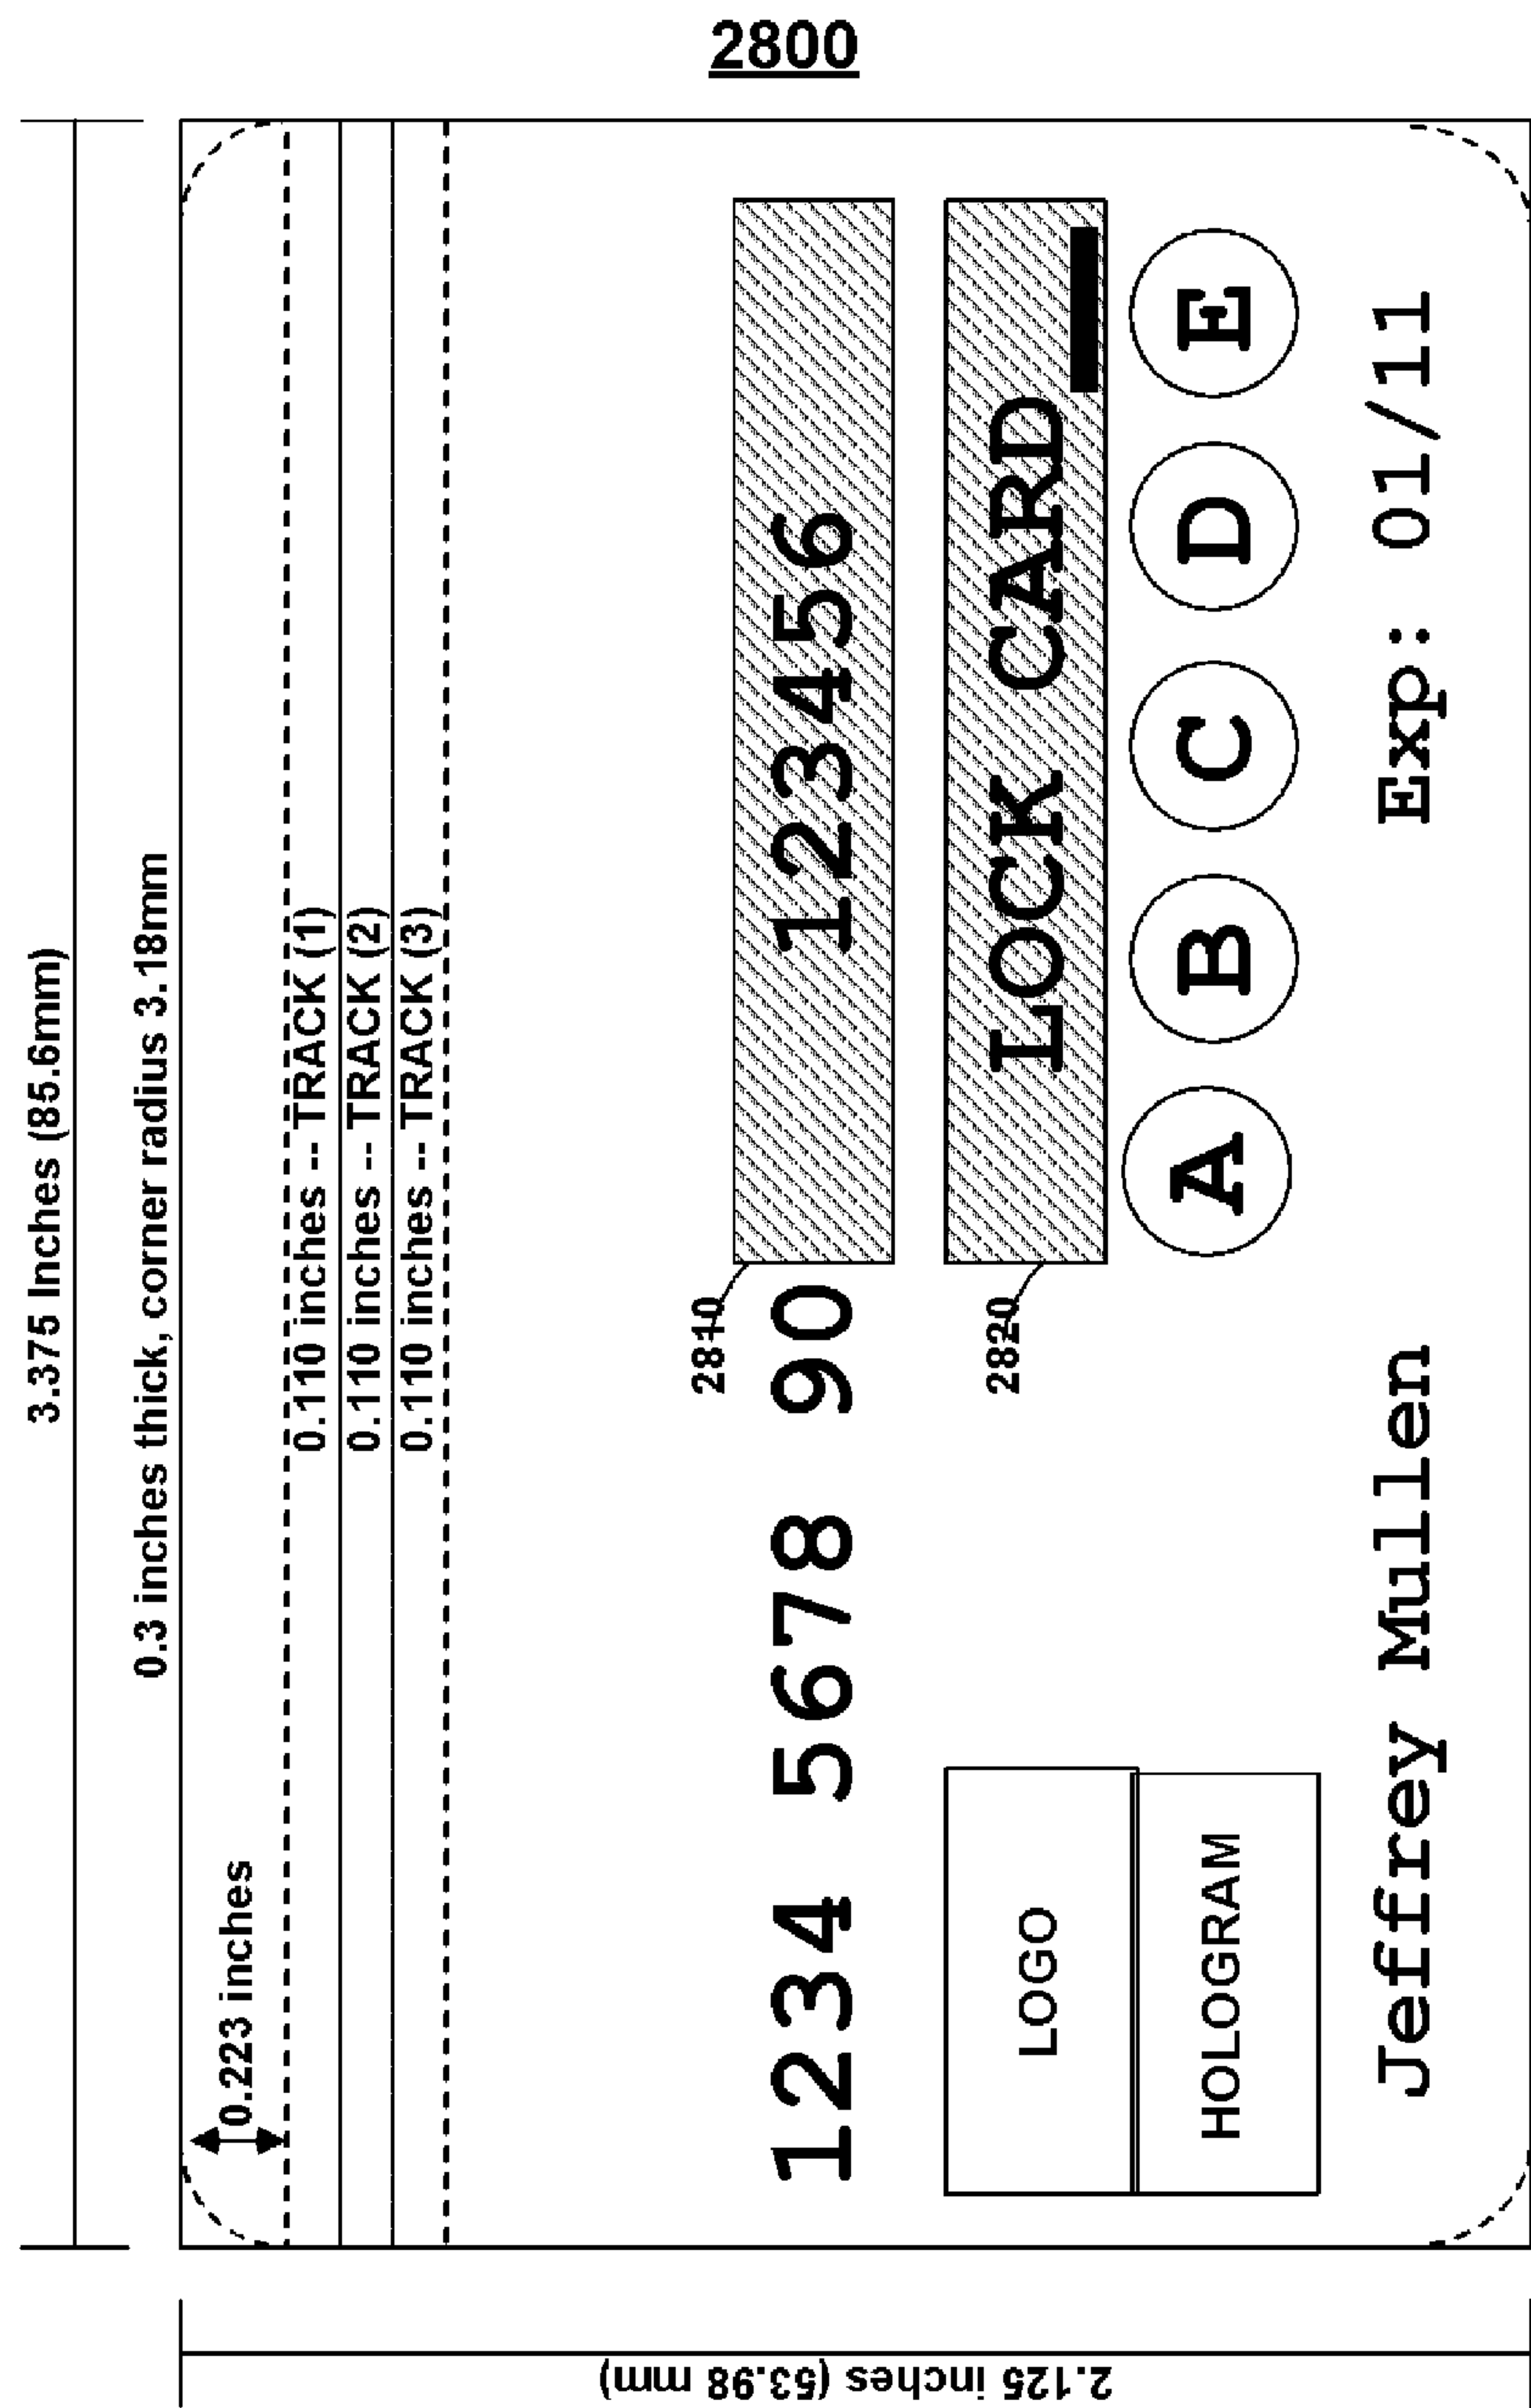 2800
3.375 Inches (85.6mm)
0.3 inches thick, corner radius 3.18mm
0.223 inches
0.110 inches -- TRACK (1)
0.110 inches -- TRACK (2)
0.110 inches -- TRACK (3)
2.125 inches (53.98 mm)
2810
1234 5678 90 123456
2820
LOCK CARD
LOGO
HOLOGRAM
A B C D E
Jeffrey Mullen Exp: 01/11